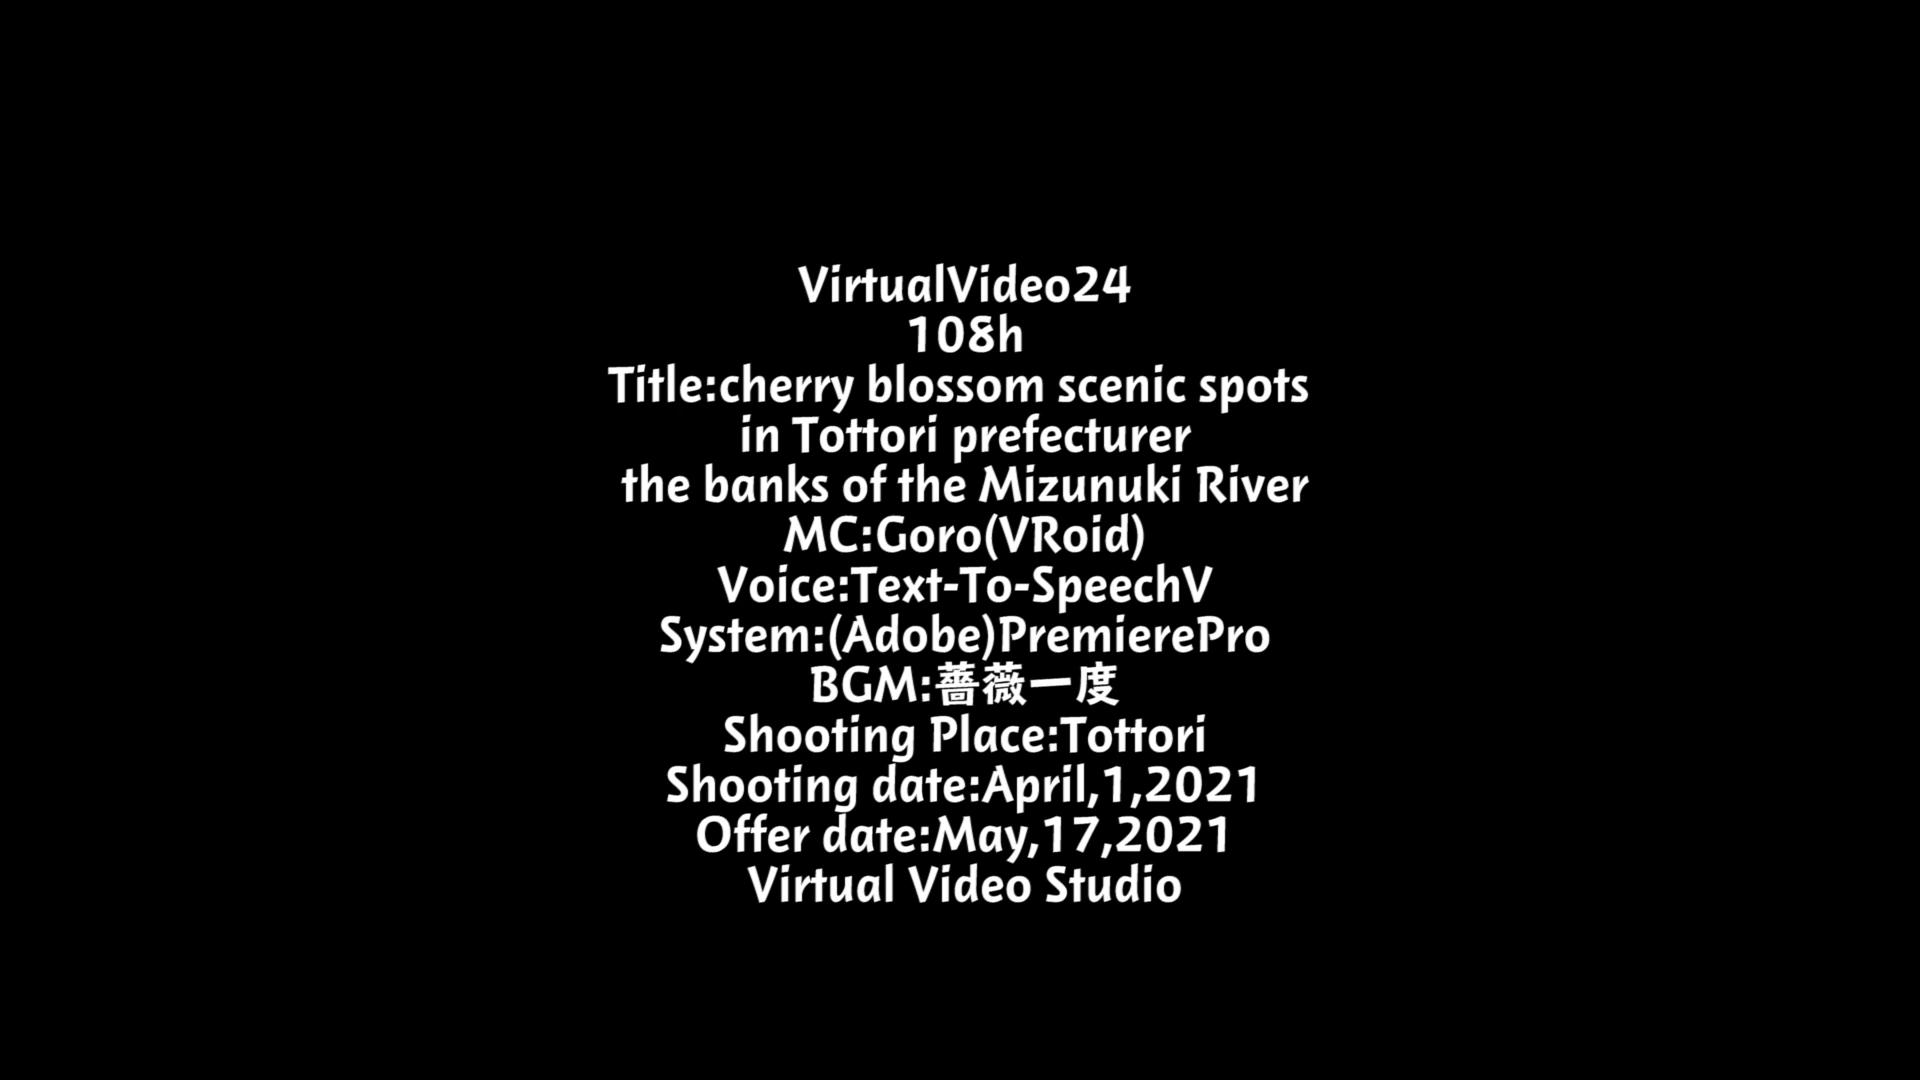 VirtualVideo24
108h
Title:cherry blossom scenic spots
in Tottori prefecturer
the banks of the Mizunuki River
MC:Goro(VRoid)
Voice:Text-To-SpeechV
System:(Adobe)PremierePro
BGM:薔薇一度
Shooting Place:Tottori
Shooting date:April,1,2021
Offer date:May,17,2021
Virtual Video Studio